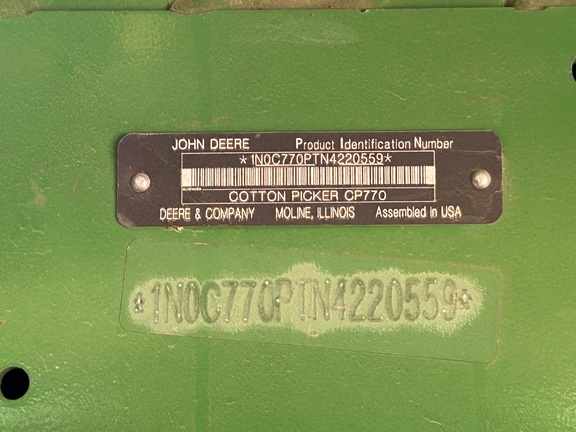 JOHN DEERE Product Identification Number
*1N0C770PTN4220559*
COTTON PICKER CP770
DEERE & COMPANY MOLINE, ILLINOIS Assembled in USA
*1N0C770PTN4220559*